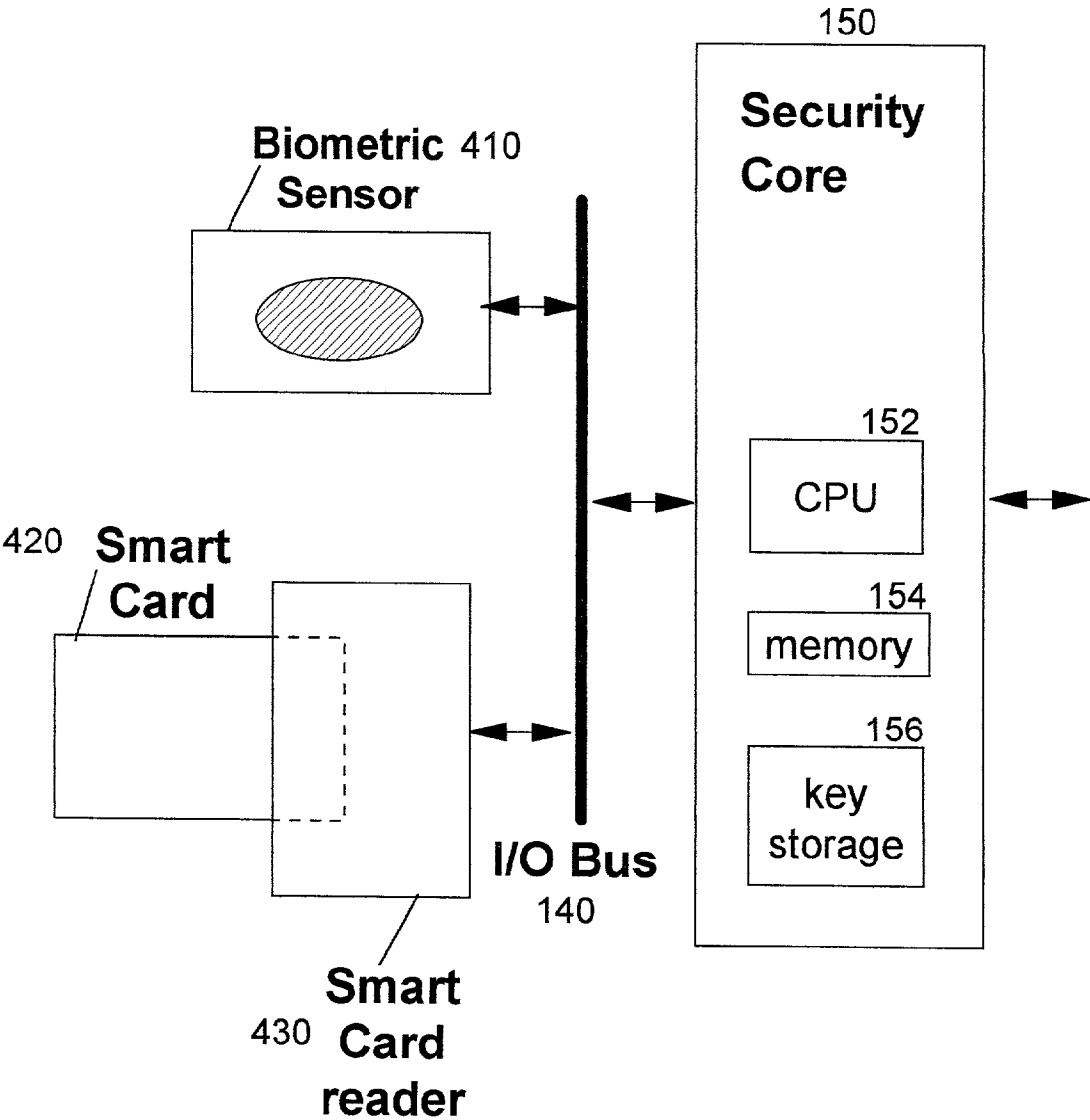 150
Security
Core
Biometric 410
Sensor
152
CPU
420 Smart
Card
154
memory
156
key
storage
I/O Bus
140
Smart
430 Card
reader